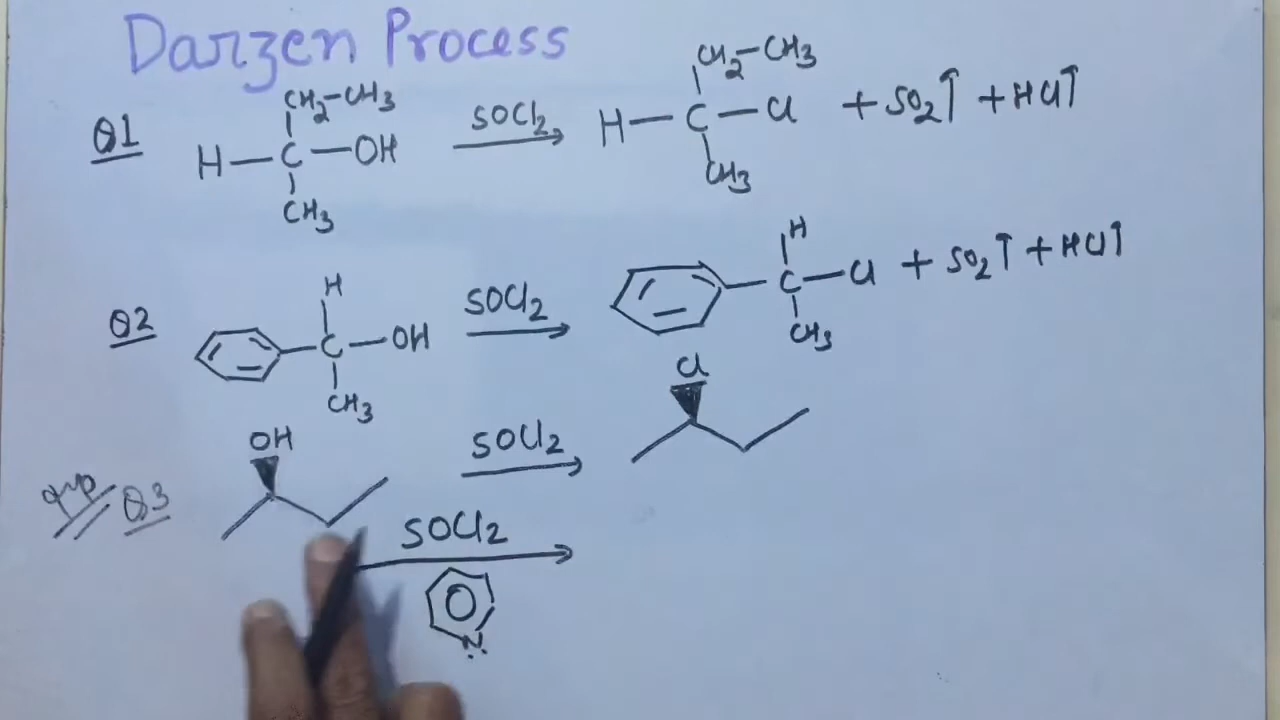 Darzen Process
CH2-CH3
Q1 H-C-OH SOCl2 → H-C-Cl + SO2↑ + HCl↑
CH3
CH2-CH3
CH3
H
Q2 C-OH SOCl2 → C-Cl + SO2↑ + HCl↑
CH3
H
CH3
OH
Q3 SOCl2 →
Cl
SOCl2 →
N